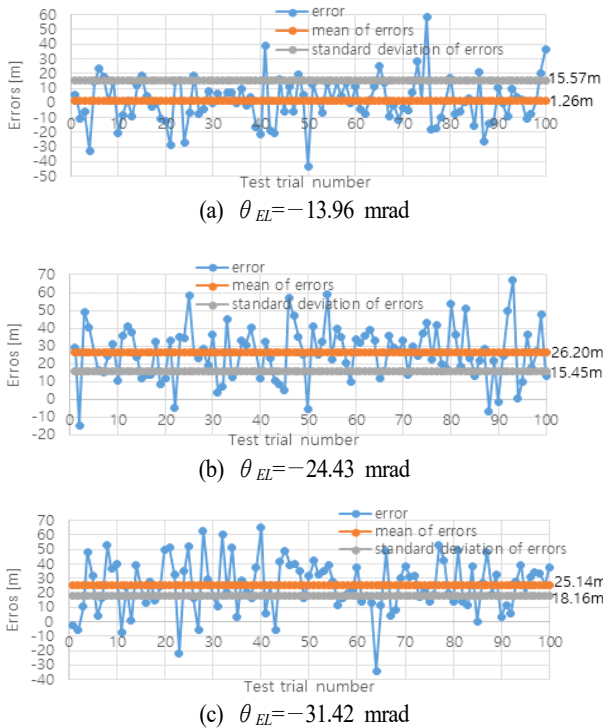 error
mean of errors
standard deviation of errors
Errors [m]
60
50
40
30
20
10
0
-10
-20
-30
-40
-50
15.57m
1.26m
0 10 20 30 40 50 60 70 80 90 100
Test trial number
(a) θ EL=−13.96 mrad
error
mean of errors
standard deviation of errors
Erros [m]
70
60
50
40
30
20
10
0
-10
-20
26.20m
15.45m
0 10 20 30 40 50 60 70 80 90 100
Test trial number
(b) θ EL=−24.43 mrad
error
mean of errors
standard deviation of errors
Erros [m]
70
60
50
40
30
20
10
0
-10
-20
-30
-40
25.14m
18.16m
0 10 20 30 40 50 60 70 80 90 100
Test trial number
(c) θ EL=−31.42 mrad